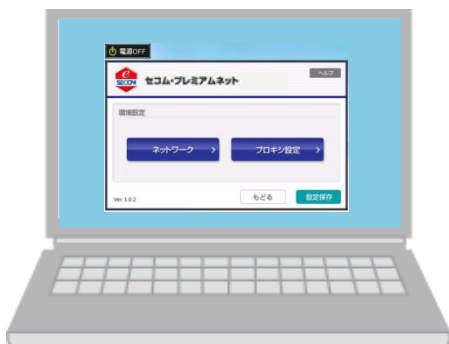 電源OFF
SECOM
セコム・プレミアムネット
ヘルプ
環境設定
ネットワーク
プロキシ設定
Ver. 1.0.2
もどる
設定保存